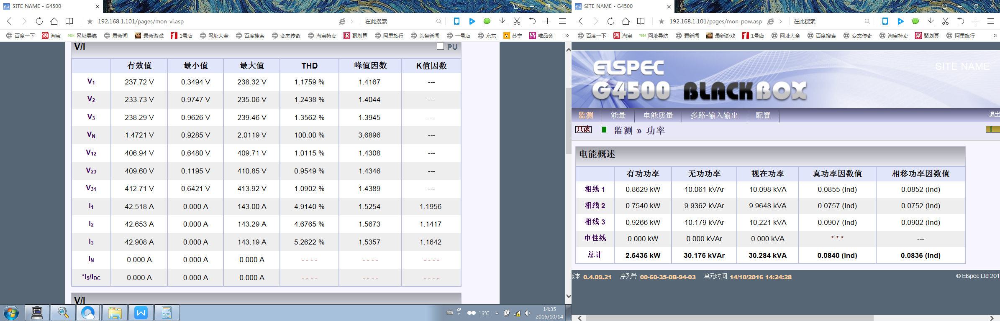 SITE NAME - G4500
192.168.1.101/pages/mon_vi.asp
在此搜索
百度一下 淘宝 7654 网址导航 看新闻 最新游戏 1号店 网址大全 百度搜索 变态传奇 淘宝特卖 聚 聚划算 阿里旅行 头条新闻 一号店 京东 苏宁 特 唯品会 »
V/I PU
有效值 最小值 最大值 THD 峰值因数 K值因数
V1 237.72 V 0.3494 V 238.32 V 1.1759 % 1.4167 ---
V2 233.73 V 0.9747 V 235.06 V 1.2438 % 1.4044 ---
V3 238.29 V 0.9626 V 239.46 V 1.3562 % 1.3945 ---
VN 1.4721 V 0.9285 V 2.0119 V 100.00 % 3.6896 ---
V12 406.94 V 0.6480 V 409.71 V 1.0115 % 1.4308 ---
V23 409.60 V 0.1195 V 410.85 V 0.9549 % 1.4346 ---
V31 412.71 V 0.6421 V 413.92 V 1.0902 % 1.4389 ---
I1 42.518 A 0.000 A 143.00 A 4.9140 % 1.5254 1.1956
I2 42.653 A 0.000 A 143.29 A 4.6765 % 1.5673 1.1417
I3 42.908 A 0.000 A 143.19 A 5.2622 % 1.5357 1.1642
IN 0.000 A 0.000 A 0.000 A ---- ---- ----
*I5/IDC 0.000 A 0.000 A 0.000 A ---- ---- ----
V/I
13℃
14:35
2016/10/14
SITE NAME - G4500
192.168.1.101/pages/mon_pow.asp
在此搜索
百度一下 淘 淘宝 7654 网址导航 看新闻 最新游戏 1号店 网址大全 百度搜索 变态传奇 淘宝特卖 聚 聚划算 阿里旅行 »
ELSPEC
G4500 BLACKBOX
SITE NAME
监测 能量 电能质量 多路-输入输出 配置 退出
只读 监测 » 功率
电能概述
有功功率 无功功率 视在功率 真功率因数值 相移功率因数值
相线 1 0.8629 kW 10.061 kVAr 10.098 kVA 0.0855 (Ind) 0.0852 (Ind)
相线 2 0.7540 kW 9.9362 kVAr 9.9648 kVA 0.0757 (Ind) 0.0752 (Ind)
相线 3 0.9266 kW 10.179 kVAr 10.221 kVA 0.0907 (Ind) 0.0902 (Ind)
中性线 0.000 kW 0.000 kVAr 0.000 kVA * * * ---
总计 2.5435 kW 30.176 kVAr 30.284 kVA 0.0840 (Ind) 0.0836 (Ind)
版本 0.4.09.21 序列号 00-60-35-0B-94-03 单元时间 14/10/2016 14:24:28 © Elspec Ltd 201